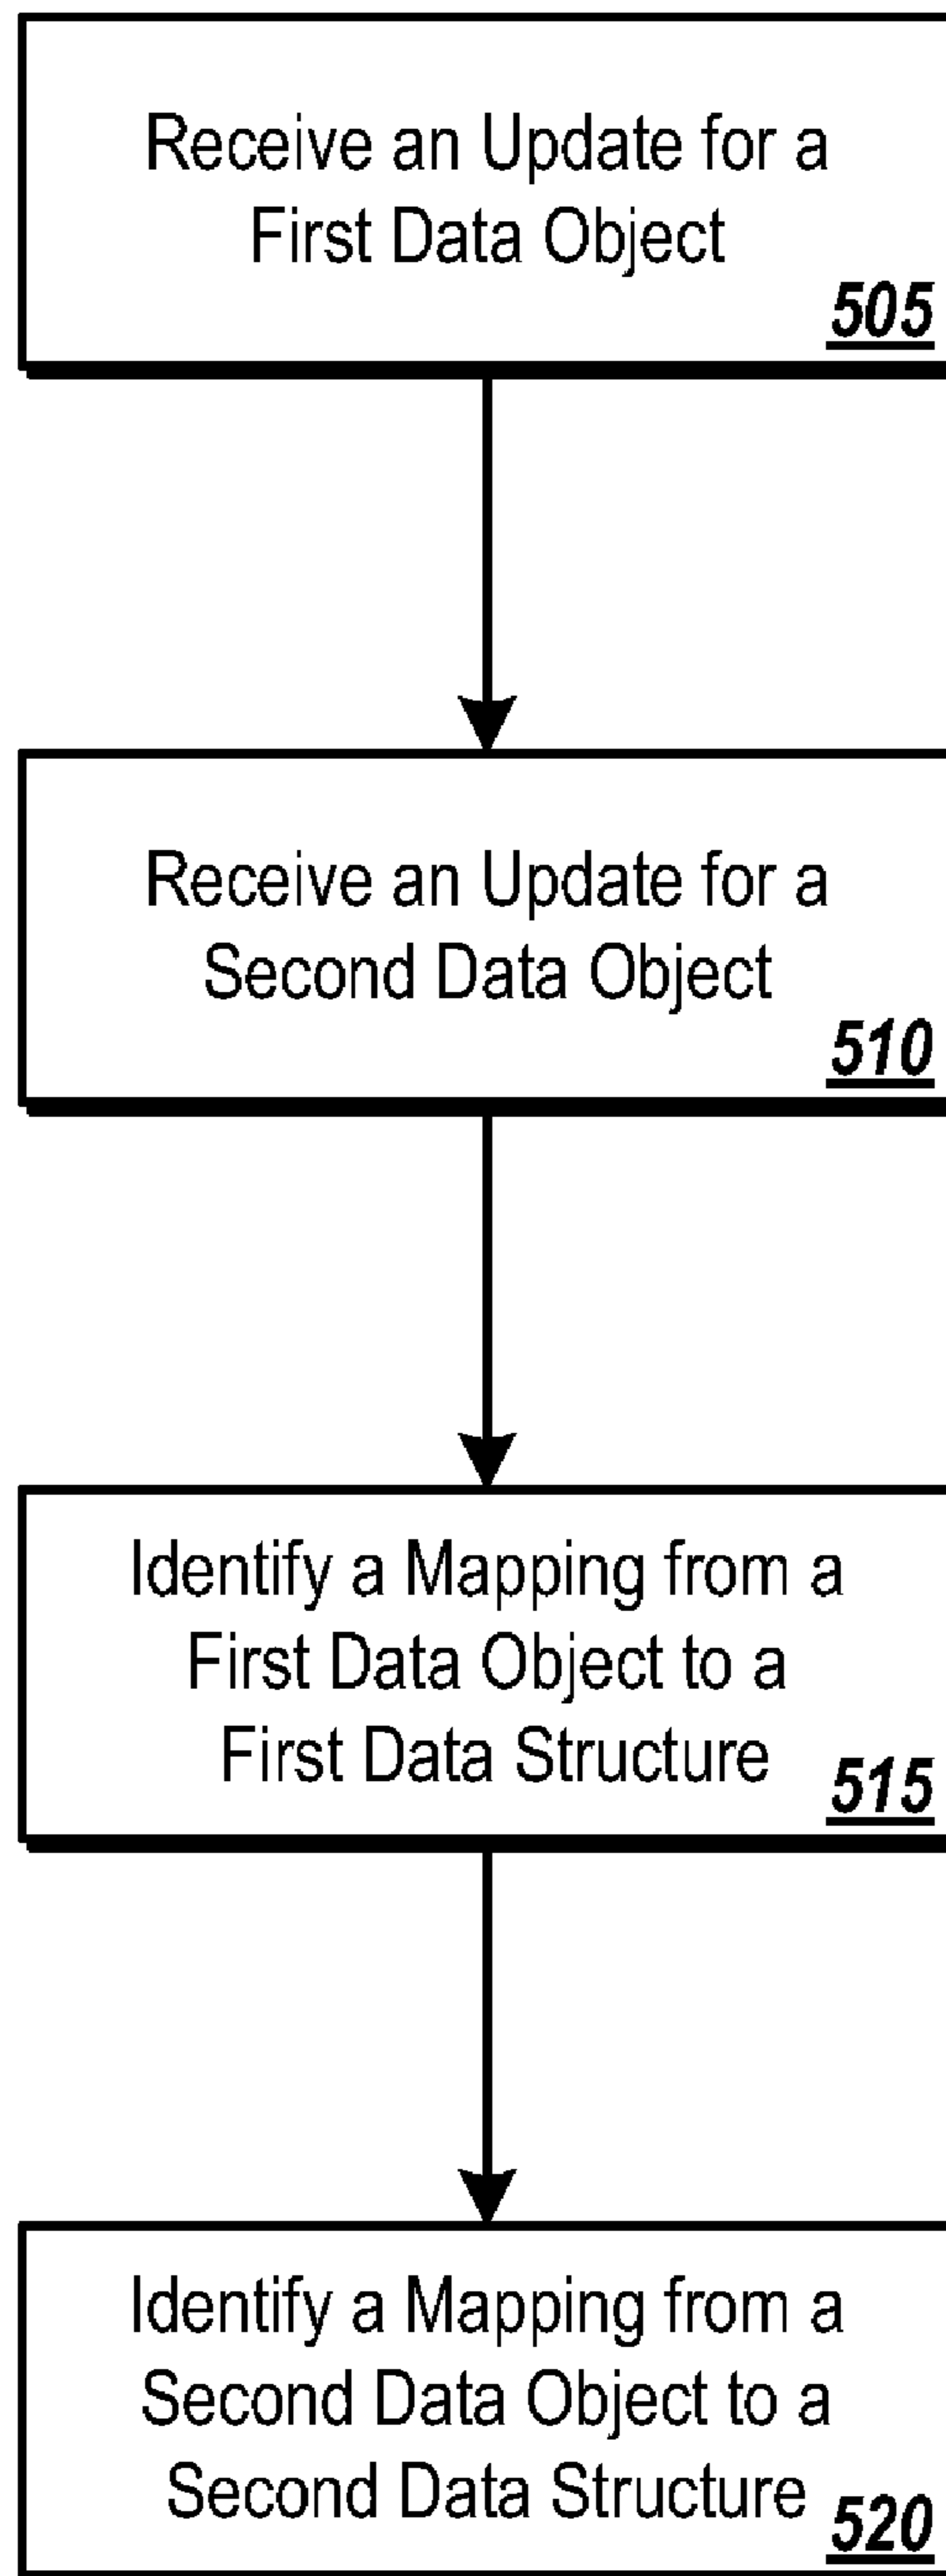 Receive an Update for a
First Data Object
505
Receive an Update for a
Second Data Object
510
Identify a Mapping from a
First Data Object to a
First Data Structure
515
Identify a Mapping from a
Second Data Object to a
Second Data Structure
520